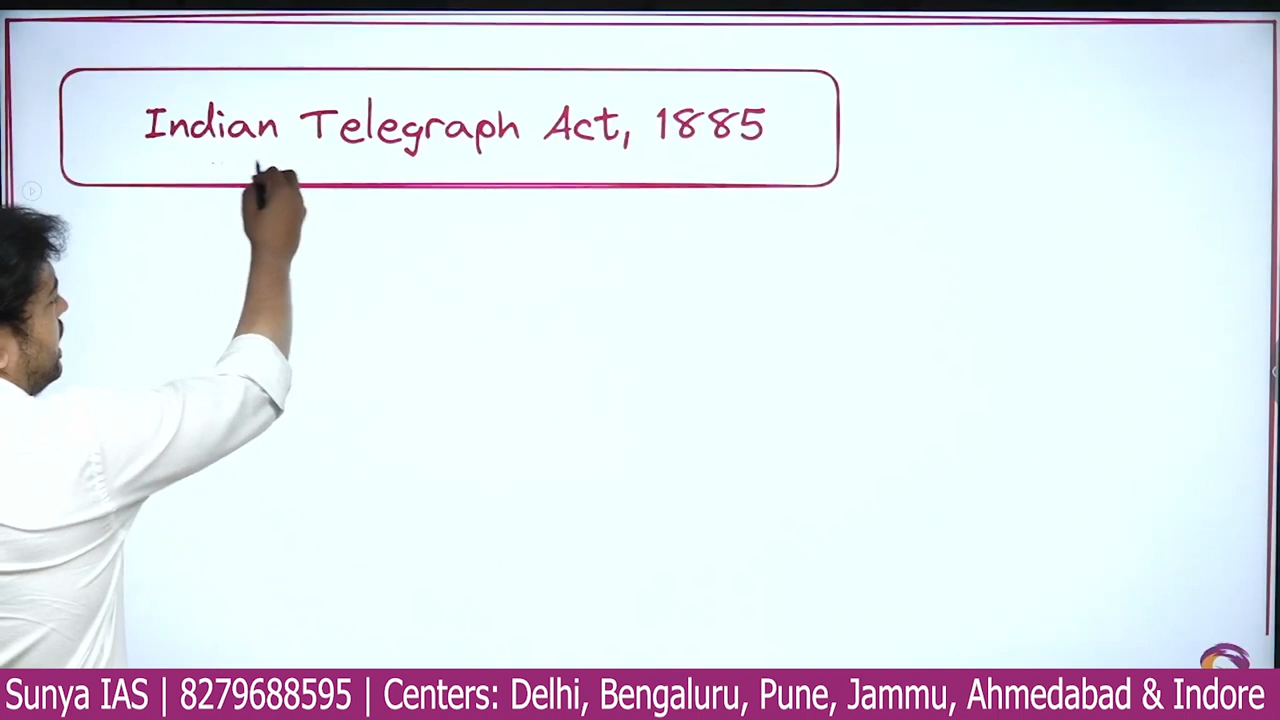 Indian Telegraph Act, 1885
Sunya IAS | 8279688595 | Centers: Delhi, Bengaluru, Pune, Jammu, Ahmedabad & Indore